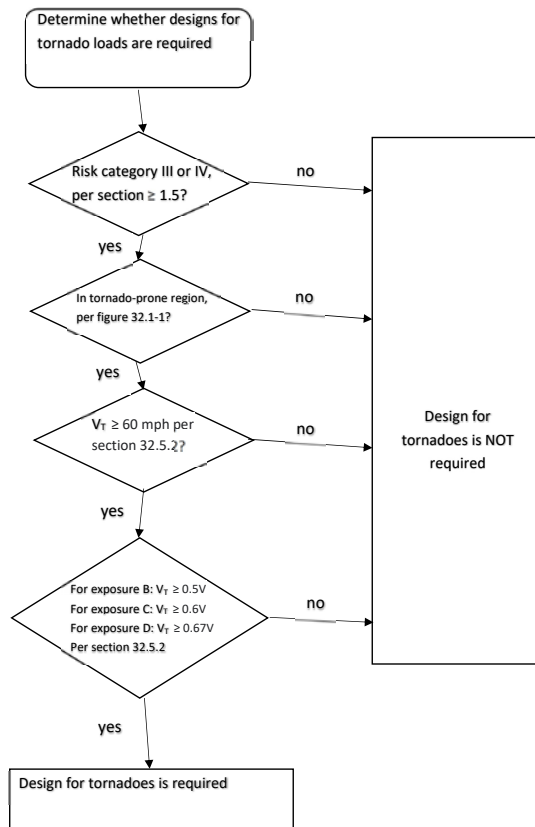 Determine whether designs for
tornado loads are required
Risk category III or IV,
per section ≥ 1.5?
no
yes
In tornado-prone region,
per figure 32.1-1?
no
yes
V_T ≥ 60 mph per
section 32.5.2?
no
yes
For exposure B: V_T ≥ 0.5V
For exposure C: V_T ≥ 0.6V
For exposure D: V_T ≥ 0.67V
Per section 32.5.2
no
yes
Design for
tornadoes is NOT
required
Design for tornadoes is required